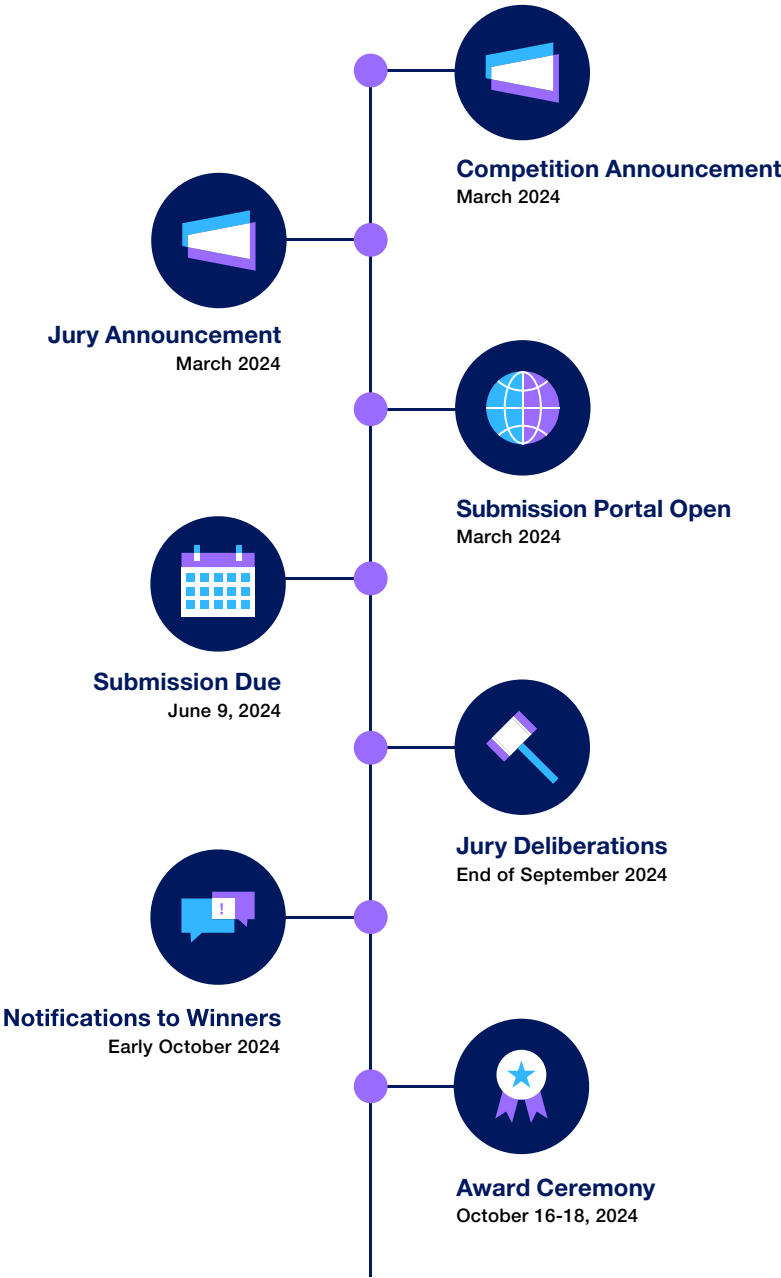 Competition Announcement
March 2024
Jury Announcement
March 2024
Submission Portal Open
March 2024
Submission Due
June 9, 2024
Jury Deliberations
End of September 2024
!
Notifications to Winners
Early October 2024
Award Ceremony
October 16-18, 2024